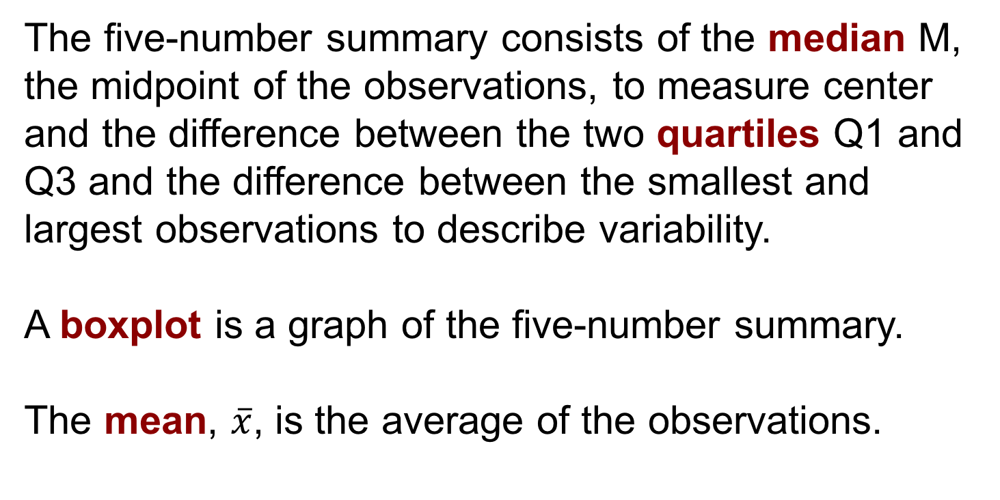 The five-number summary consists of the median M,
the midpoint of the observations, to measure center
and the difference between the two quartiles Q1 and
Q3 and the difference between the smallest and
largest observations to describe variability.
A boxplot is a graph of the five-number summary.
The mean, x̄, is the average of the observations.